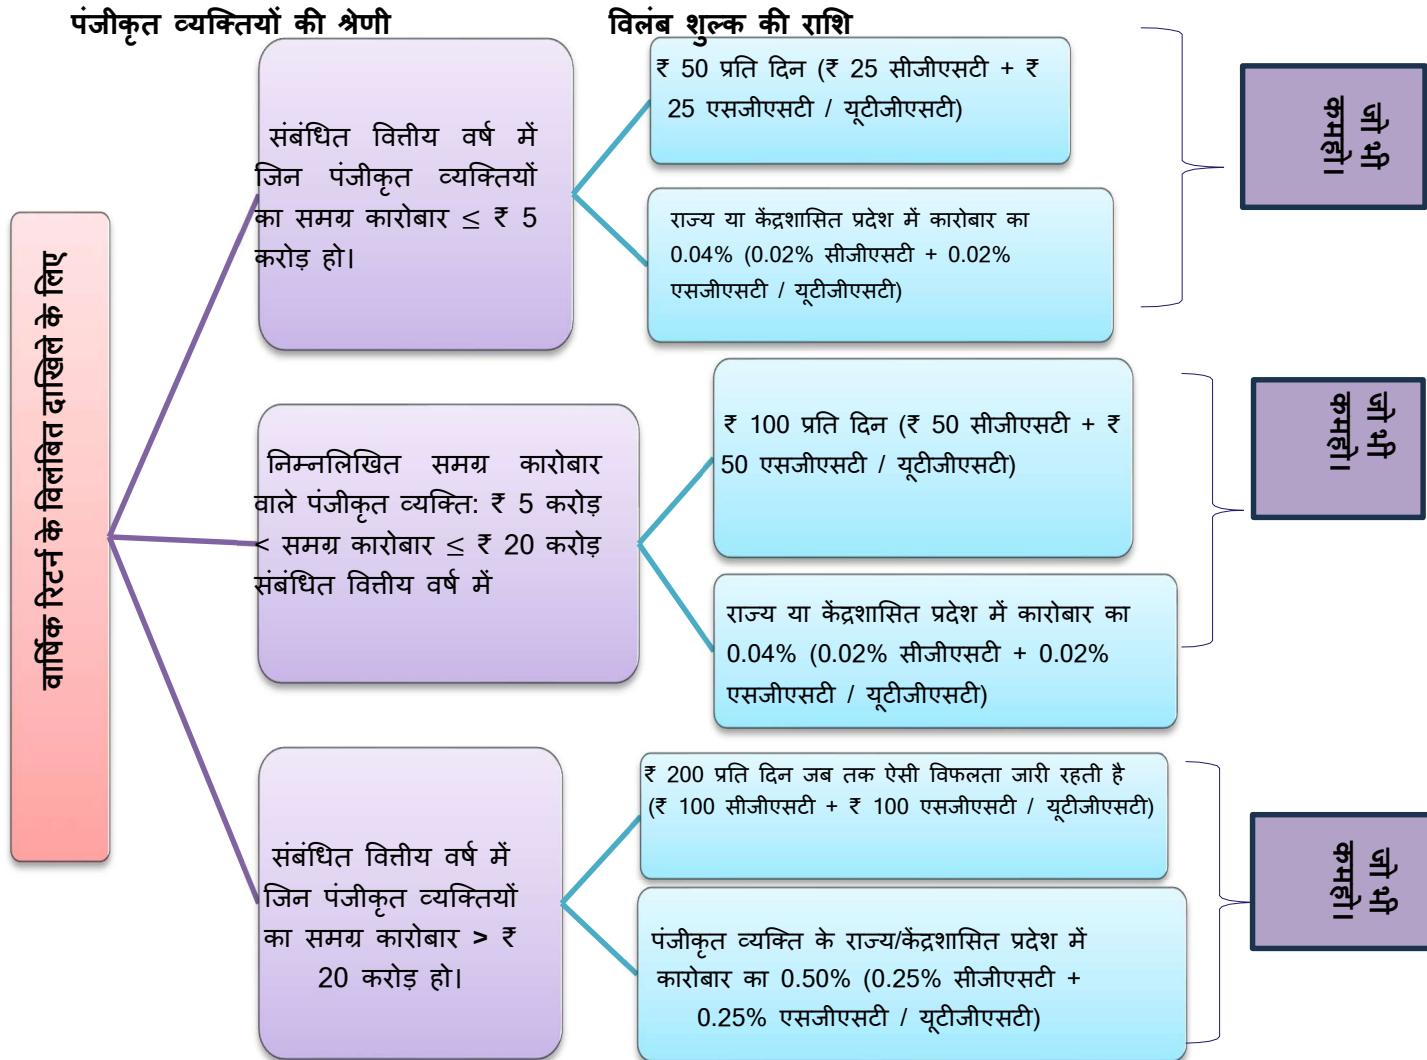 पंजीकृत व्यक्तियों की श्रेणी
विलंब शुल्क की राशि
वार्षिक रिटर्न के विलंबित दाखिले के लिए
संबंधित वित्तीय वर्ष में
जिन पंजीकृत व्यक्तियों
का समग्र कारोबार ≤ ₹ 5
करोड़ हो।
₹ 50 प्रति दिन (₹ 25 सीजीएसटी + ₹
25 एसजीएसटी / यूटीजीएसटी)
राज्य या केंद्रशासित प्रदेश में कारोबार का
0.04% (0.02% सीजीएसटी + 0.02%
एसजीएसटी / यूटीजीएसटी)
जो भी
कमहो।
निम्नलिखित समग्र कारोबार
वाले पंजीकृत व्यक्ति: ₹ 5 करोड़
< समग्र कारोबार ≤ ₹ 20 करोड़
संबंधित वित्तीय वर्ष में
₹ 100 प्रति दिन (₹ 50 सीजीएसटी + ₹
50 एसजीएसटी / यूटीजीएसटी)
राज्य या केंद्रशासित प्रदेश में कारोबार का
0.04% (0.02% सीजीएसटी + 0.02%
एसजीएसटी / यूटीजीएसटी)
जो भी
कमहो।
संबंधित वित्तीय वर्ष में
जिन पंजीकृत व्यक्तियों
का समग्र कारोबार > ₹
20 करोड़ हो।
₹ 200 प्रति दिन जब तक ऐसी विफलता जारी रहती है
(₹ 100 सीजीएसटी + ₹ 100 एसजीएसटी / यूटीजीएसटी)
पंजीकृत व्यक्ति के राज्य/केंद्रशासित प्रदेश में
कारोबार का 0.50% (0.25% सीजीएसटी +
0.25% एसजीएसटी / यूटीजीएसटी)
जो भी
कमहो।